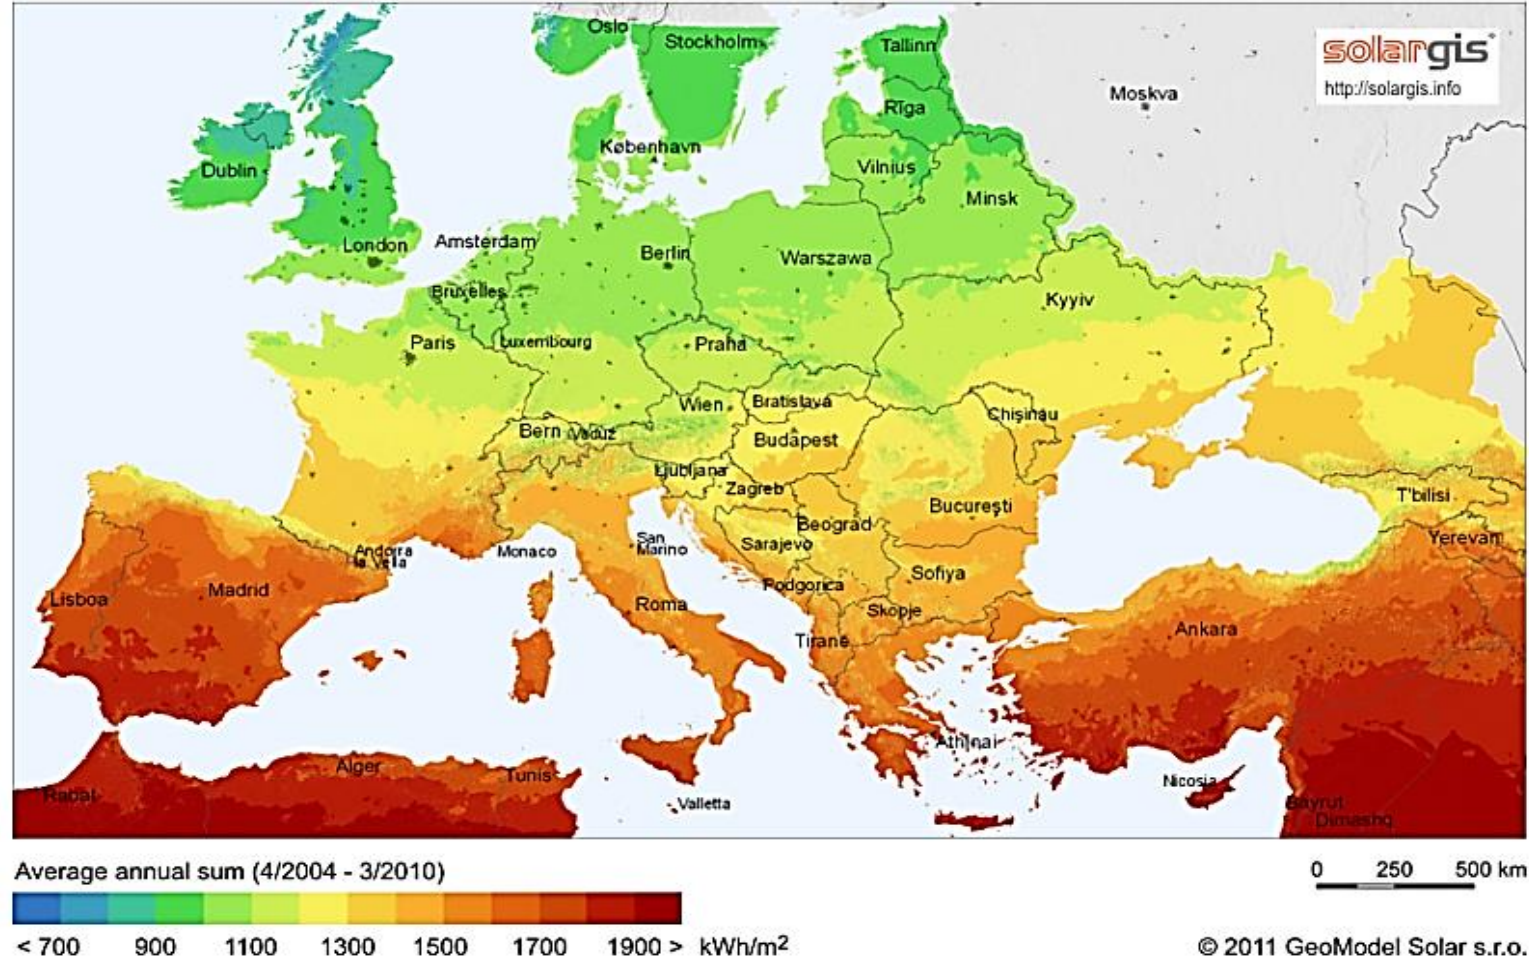 Oslo
Stockholm
Tallinn
solargis
http://solargis.info
Moskva
Rīga
København
Dublin
Vilnius
Minsk
London
Amsterdam
Berlin
Warszawa
Bruxelles
Kyyiv
Paris
Luxembourg
Praha
Wien
Bratislava
Chişinău
Bern
Vaduz
Budapest
Ljubljana
Zagreb
T'bilisi
Bucureşti
Beograd
Andorra
la Vella
Monaco
San
Marino
Sarajevo
Yerevan
Podgorica
Sofiya
Lisboa
Madrid
Roma
Skopje
Ankara
Tiranë
Athínai
Alger
Tunis
Nicosia
Rabat
Valletta
Bayrut
Dimashq
Average annual sum (4/2004 - 3/2010)
0 250 500 km
< 700 900 1100 1300 1500 1700 1900 > kWh/m²
© 2011 GeoModel Solar s.r.o.